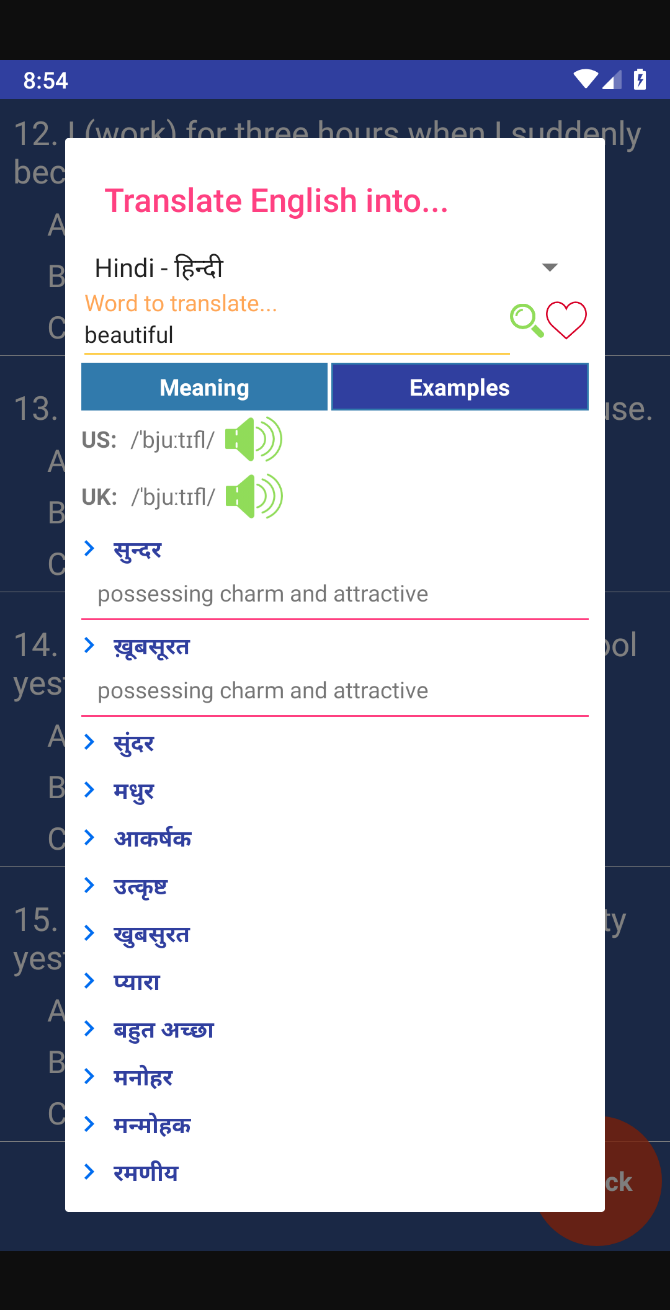 8:54
12. I (work) for three hours when I suddenly
bec
A
B
C
13.
use.
A
B
C
14.
ool
yes
A
B
C
15.
ty
yes
A
B
C
ck
Translate English into...
Hindi - हिन्दी
Word to translate...
beautiful
Meaning
Examples
US: /'bjuːtɪfl/
UK: /'bjuːtɪfl/
सुन्दर
possessing charm and attractive
ख़ूबसूरत
possessing charm and attractive
सुंदर
मधुर
आकर्षक
उत्कृष्ट
खुबसुरत
प्यारा
बहुत अच्छा
मनोहर
मन्मोहक
रमणीय